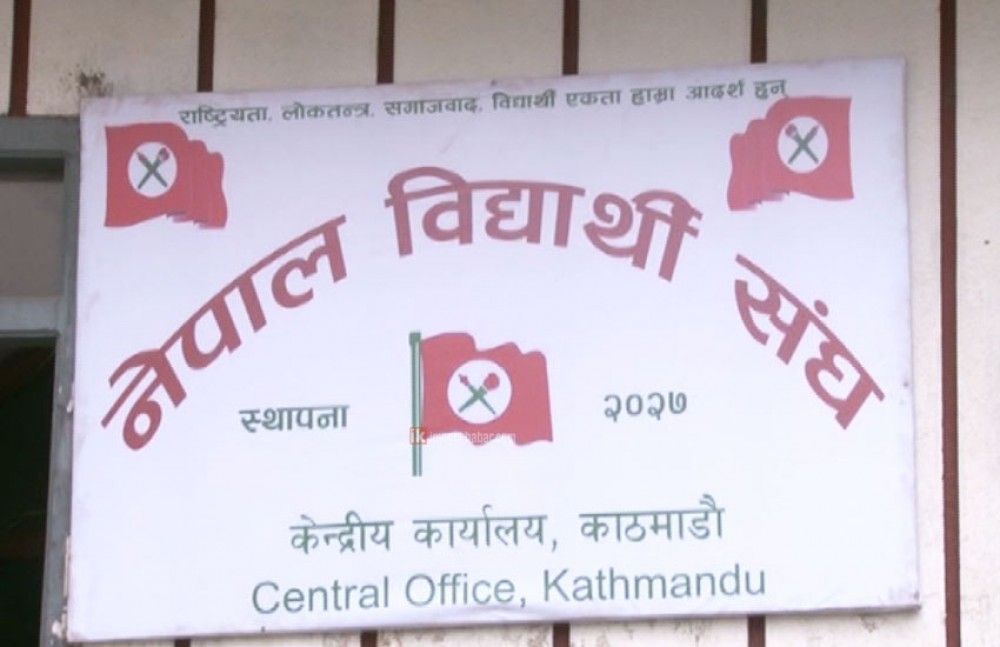 राष्ट्रियता, लोकतन्त्र, समाजवाद, विद्यार्थी एकता हाम्रा आदर्श हुन्
नेपाल विद्यार्थी संघ
स्थापना २०२७
केन्द्रीय कार्यालय, काठमाडौं
Central Office, Kathmandu